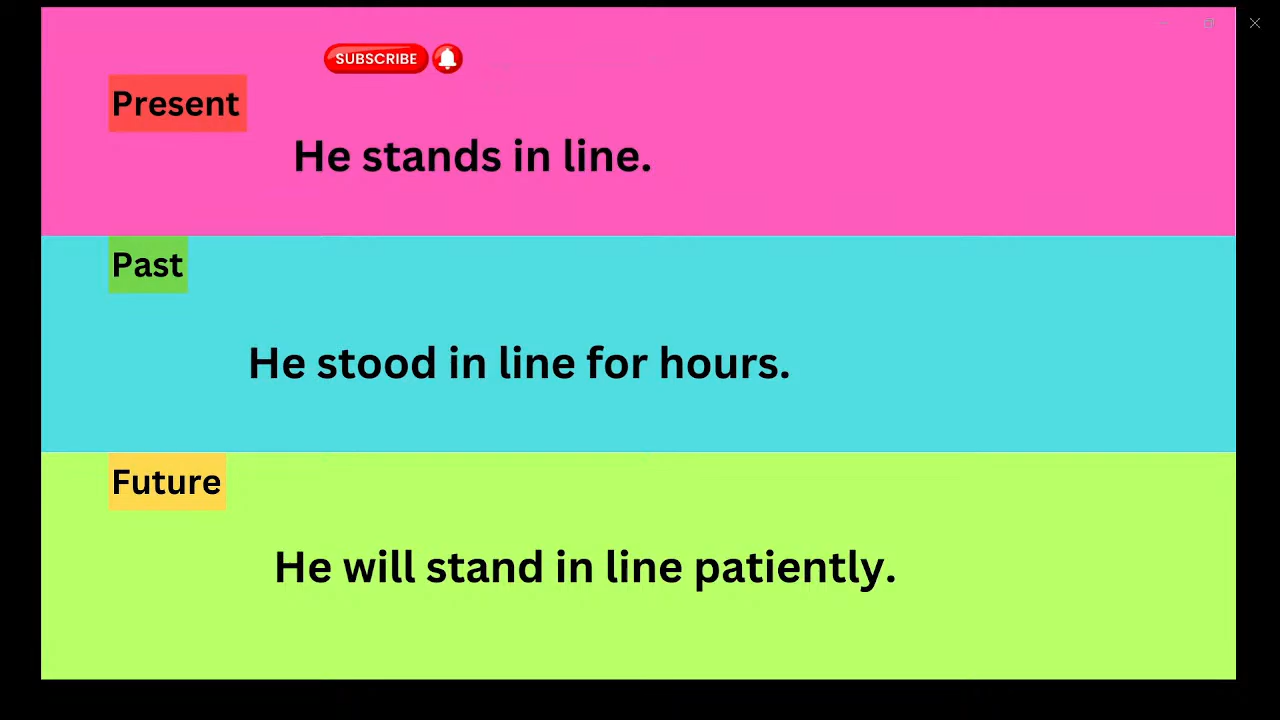 SUBSCRIBE
Present
He stands in line.
Past
He stood in line for hours.
Future
He will stand in line patiently.